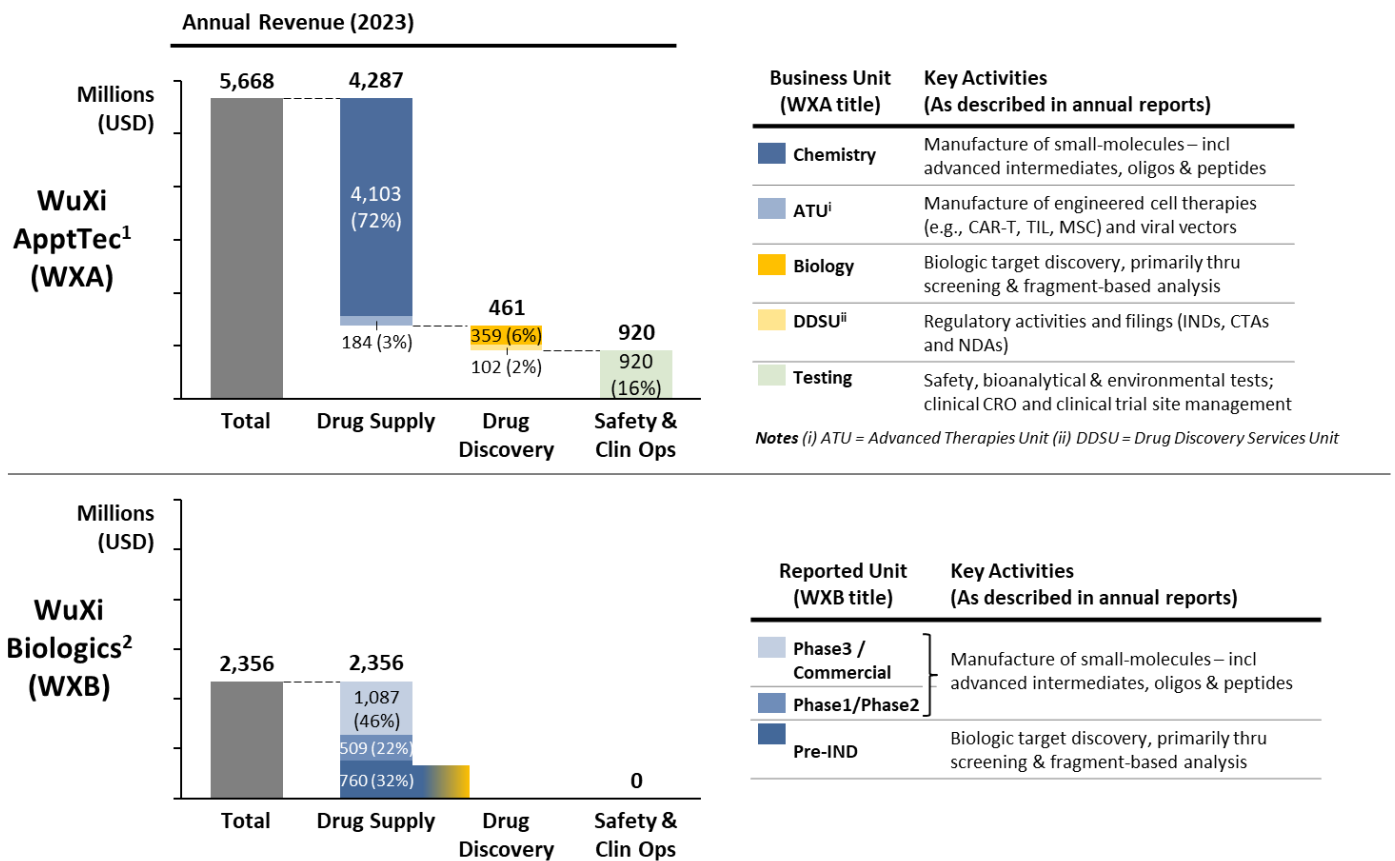 Annual Revenue (2023)
Millions
(USD)
WuXi
ApptTec1
(WXA)
5,668
4,287
4,103
(72%)
184 (3%)
461
359 (6%)
102 (2%)
920
920
(16%)
Total
Drug Supply
Drug
Discovery
Safety &
Clin Ops
Business Unit
(WXA title)
Key Activities
(As described in annual reports)
Chemistry
Manufacture of small-molecules – incl
advanced intermediates, oligos & peptides
ATUi
Manufacture of engineered cell therapies
(e.g., CAR-T, TIL, MSC) and viral vectors
Biology
Biologic target discovery, primarily thru
screening & fragment-based analysis
DDSUii
Regulatory activities and filings (INDs, CTAs
and NDAs)
Testing
Safety, bioanalytical & environmental tests;
clinical CRO and clinical trial site management
Notes (i) ATU = Advanced Therapies Unit (ii) DDSU = Drug Discovery Services Unit
Millions
(USD)
WuXi
Biologics2
(WXB)
2,356
2,356
1,087
(46%)
509 (22%)
760 (32%)
0
Total
Drug Supply
Drug
Discovery
Safety &
Clin Ops
Reported Unit
(WXB title)
Key Activities
(As described in annual reports)
Phase3 /
Commercial
Phase1/Phase2
Manufacture of small-molecules – incl
advanced intermediates, oligos & peptides
Pre-IND
Biologic target discovery, primarily thru
screening & fragment-based analysis